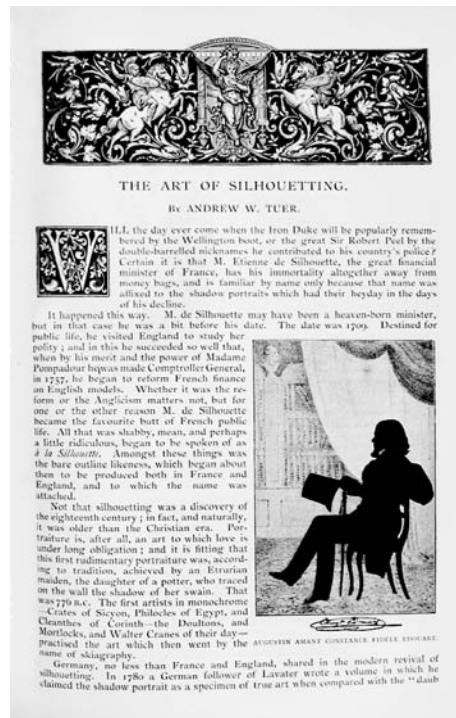 THE ART OF SILHOUETTING.
BY ANDREW W. TUER.
WILL the day ever come when the Iron Duke will be popularly remem-
bered by the Wellington boot, or the great Sir Robert Peel by the
double-barrelled nicknames he contributed to his country's police?
Certain it is that M. Etienne de Silhouette, the great financial
minister of France, has his immortality altogether away from
money bags, and is familiar by name only because that name was
affixed to the shadow portraits which had their heyday in the days
of his decline.
It happened this way. M. de Silhouette may have been a heaven-born minister,
but in that case he was a bit before his date. The date was 1709. Destined for
public life, he visited England to study her
polity; and in this he succeeded so well that,
when by his merit and the power of Madame
Pompadour he was made Comptroller General,
in 1757, he began to reform French finance
on English models. Whether it was the re-
form or the Anglicism matters not, but for
one or the other reason M. de Silhouette
became the favourite butt of French public
life. All that was shabby, mean, and perhaps
a little ridiculous, began to be spoken of as
à la Silhouette. Amongst these things was
the bare outline likeness, which began about
then to be produced both in France and
England, and to which the name was
attached.
Not that silhouetting was a discovery of
the eighteenth century; in fact, and naturally,
it was older than the Christian era. Por-
traiture is, after all, an art to which love is
under long obligation; and it is fitting that
this first rudimentary portraiture was, accord-
ing to tradition, achieved by an Etrurian
maiden, the daughter of a potter, who traced
on the wall the shadow of her swain. That
was 776 B.C. The first artists in monochrome
—Crates of Sicyon, Philocles of Egypt, and
Cleanthes of Corinth—the Doultons, and
Mortlocks, and Walter Cranes of their day—
practised the art which then went by the
name of skiagraphy.
AUGUSTIN AMANT CONSTANCE FIDÈLE EDOUART.
Germany, no less than France and England, shared in the modern revival of
silhouetting. In 1780 a German follower of Lavater wrote a volume in which he
claimed the shadow portrait as a specimen of true art when compared with the "daub